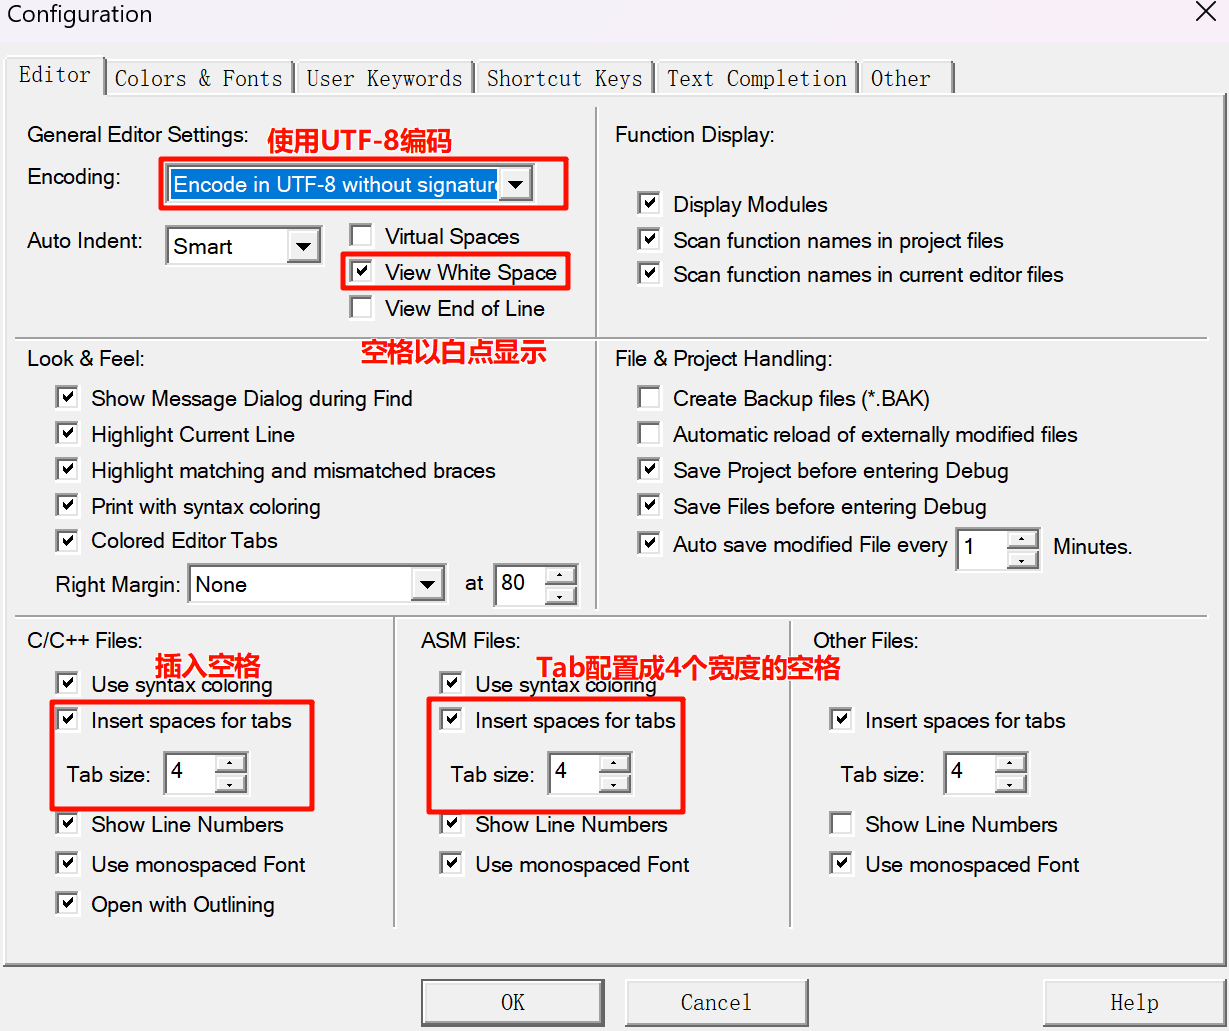 Configuration
Editor
Colors & Fonts
User Keywords
Shortcut Keys
Text Completion
Other
General Editor Settings:
使用UTF-8编码
Encoding:
Encode in UTF-8 without signature
Auto Indent:
Smart
Virtual Spaces
View White Space
View End of Line
空格以白点显示
Function Display:
Display Modules
Scan function names in project files
Scan function names in current editor files
Look & Feel:
Show Message Dialog during Find
Highlight Current Line
Highlight matching and mismatched braces
Print with syntax coloring
Colored Editor Tabs
Right Margin:
None
at
80
File & Project Handling:
Create Backup files (*.BAK)
Automatic reload of externally modified files
Save Project before entering Debug
Save Files before entering Debug
Auto save modified File every 1 Minutes.
C/C++ Files:
插入空格
Use syntax coloring
Insert spaces for tabs
Tab size: 4
Show Line Numbers
Use monospaced Font
Open with Outlining
ASM Files:
Tab配置成4个宽度的空格
Use syntax coloring
Insert spaces for tabs
Tab size: 4
Show Line Numbers
Use monospaced Font
Other Files:
Insert spaces for tabs
Tab size: 4
Show Line Numbers
Use monospaced Font
OK
Cancel
Help